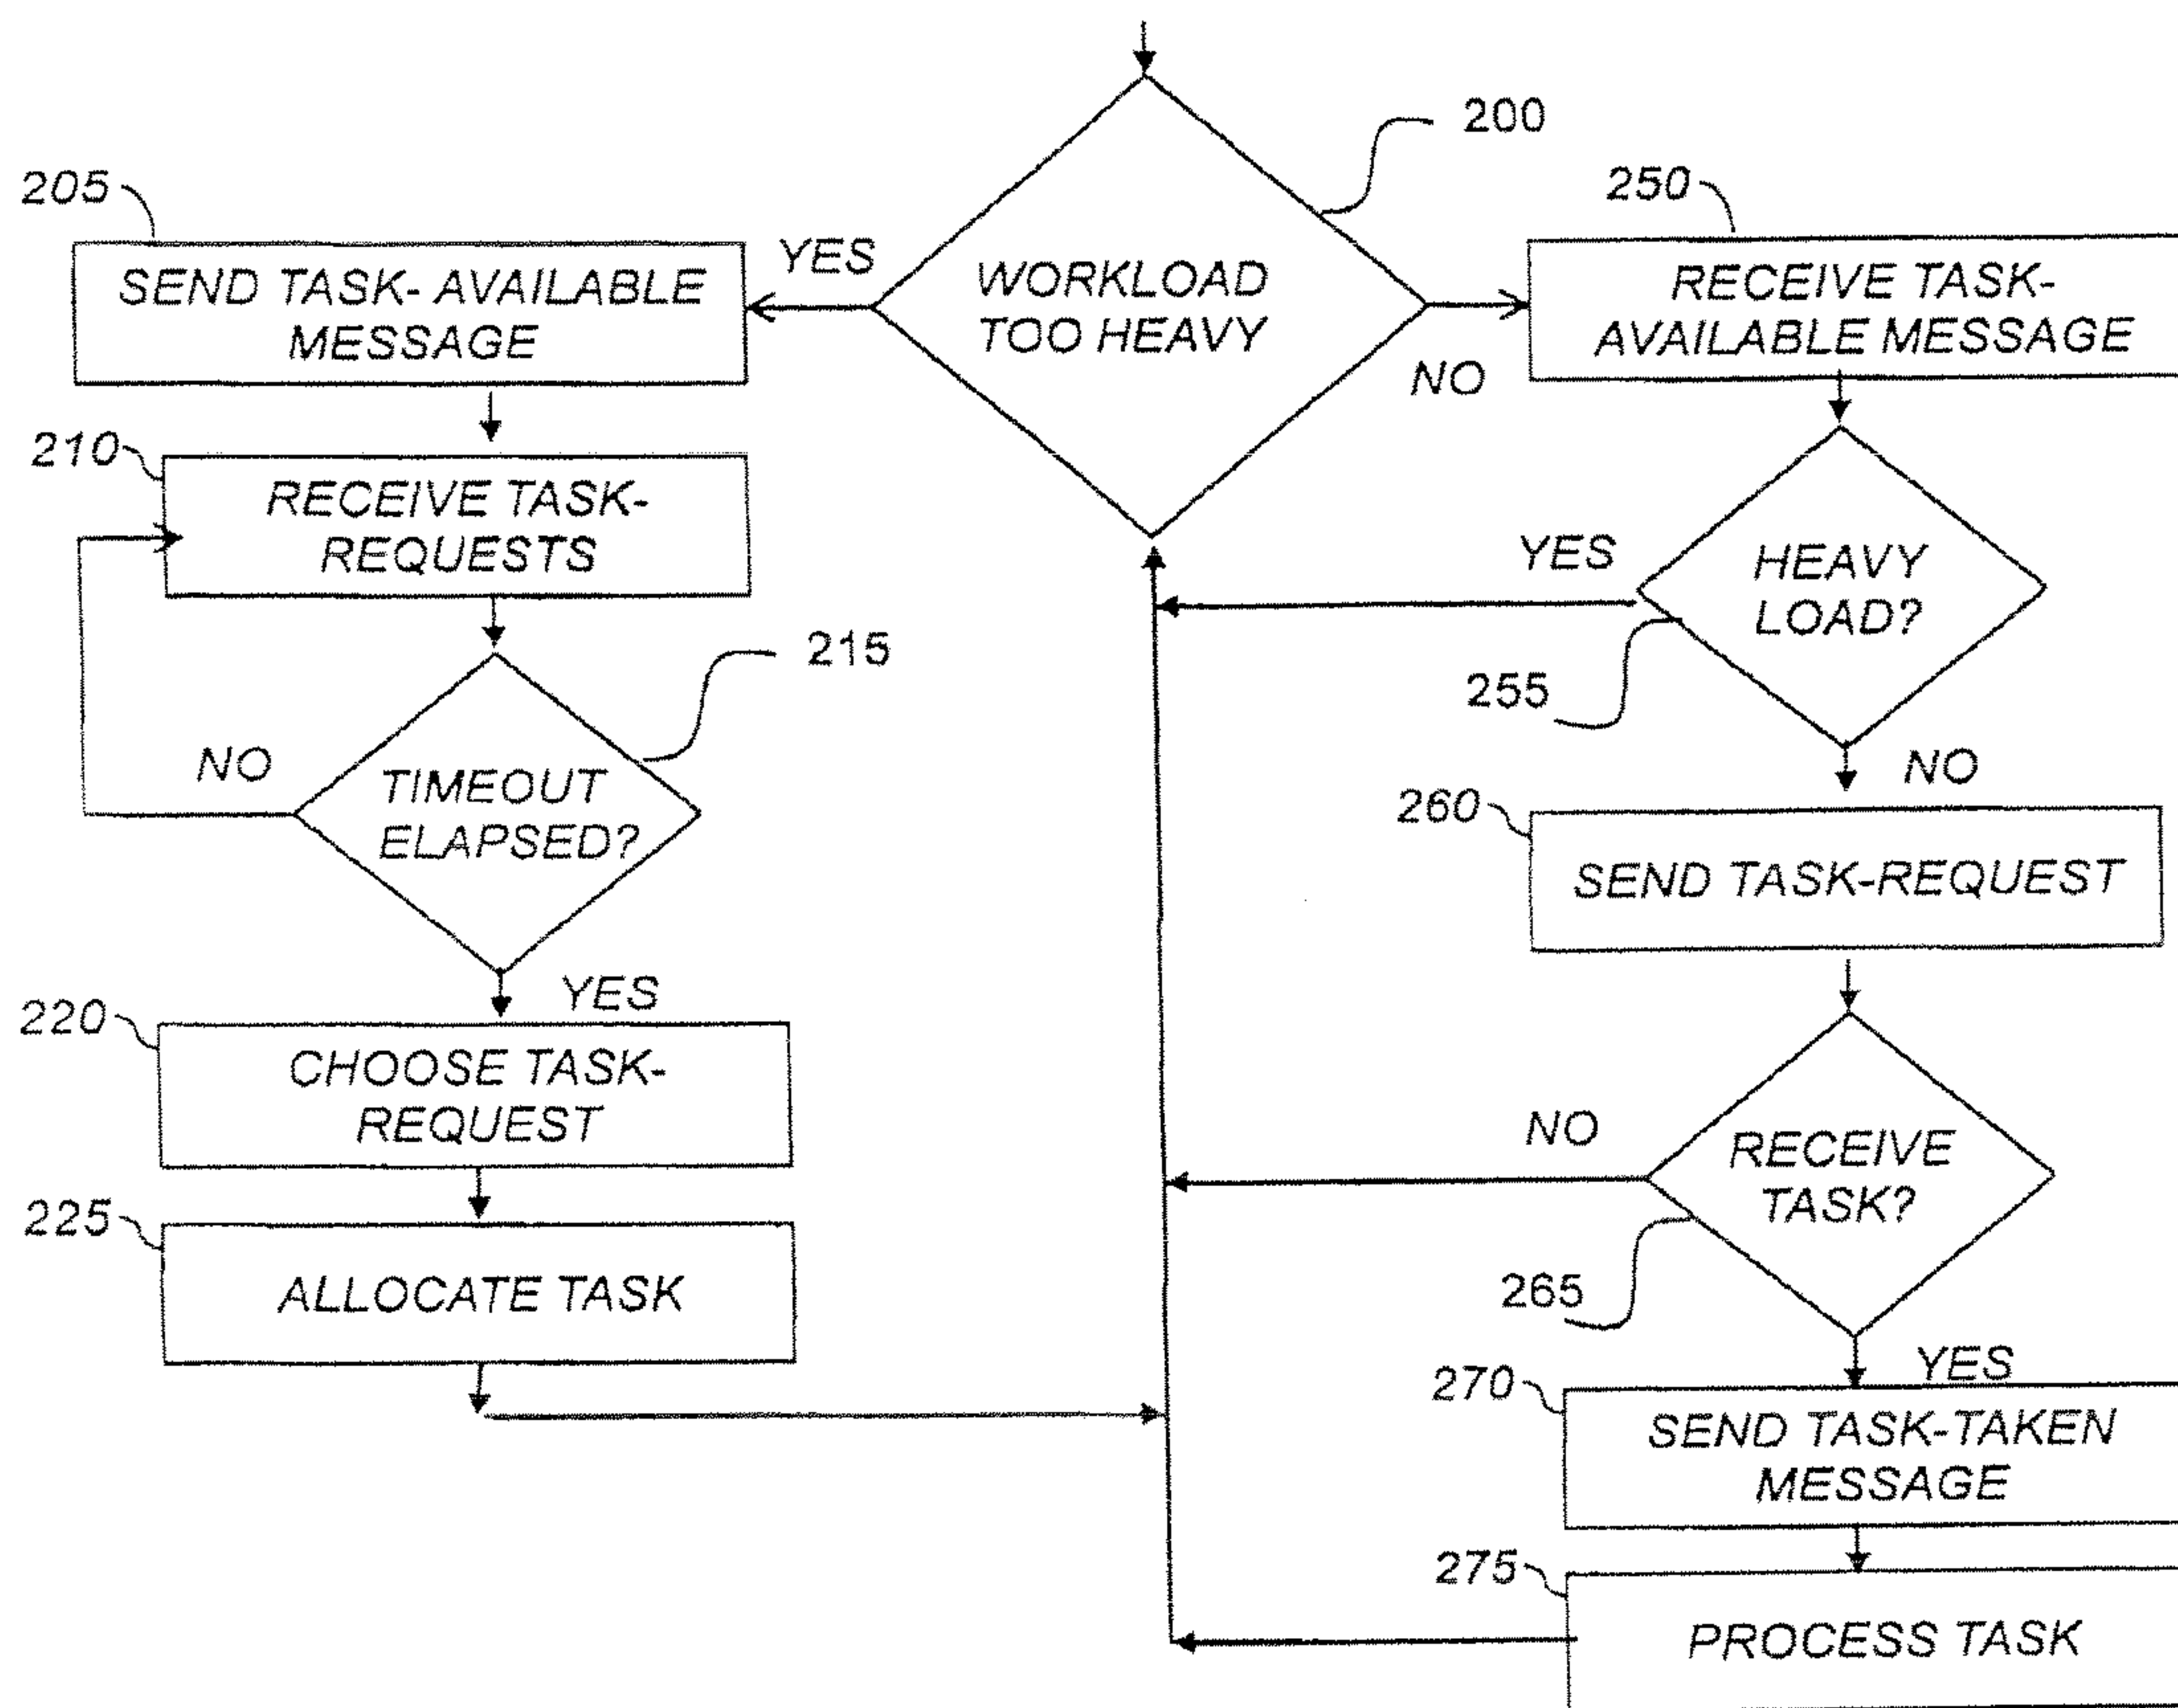 200
WORKLOAD
TOO HEAVY
YES
NO
205
SEND TASK- AVAILABLE
MESSAGE
210
RECEIVE TASK-
REQUESTS
215
TIMEOUT
ELAPSED?
NO
YES
220
CHOOSE TASK-
REQUEST
225
ALLOCATE TASK
250
RECEIVE TASK-
AVAILABLE MESSAGE
255
HEAVY
LOAD?
YES
NO
260
SEND TASK-REQUEST
265
RECEIVE
TASK?
NO
YES
270
SEND TASK-TAKEN
MESSAGE
275
PROCESS TASK